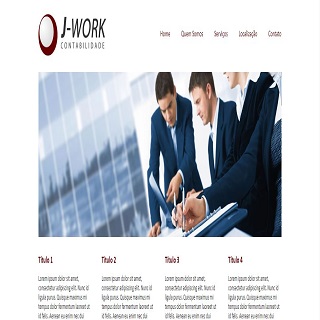 J-WORK
CONTABILIDADE
Home Quem Somos Serviços Localização Contato
Título 1 Título 2 Título 3 Título 4
Lorem ipsum dolor sit amet, Lorem ipsum dolor sit amet, Lorem ipsum dolor sit amet, Lorem ipsum dolor sit amet,
consectetur adipiscing elit. Nunc id consectetur adipiscing elit. Nunc id consectetur adipiscing elit. Nunc id consectetur adipiscing elit. Nunc id
ligula purus. Quisque maximus mi ligula purus. Quisque maximus mi ligula purus. Quisque maximus mi ligula purus. Quisque maximus mi
tempus dolor fermentum laoreet ut tempus dolor fermentum laoreet ut tempus dolor fermentum laoreet ut tempus dolor fermentum laoreet ut
id felis. Aenean eu enim nec dui id felis. Aenean eu enim nec dui id felis. Aenean eu enim nec dui id felis. Aenean eu enim nec dui